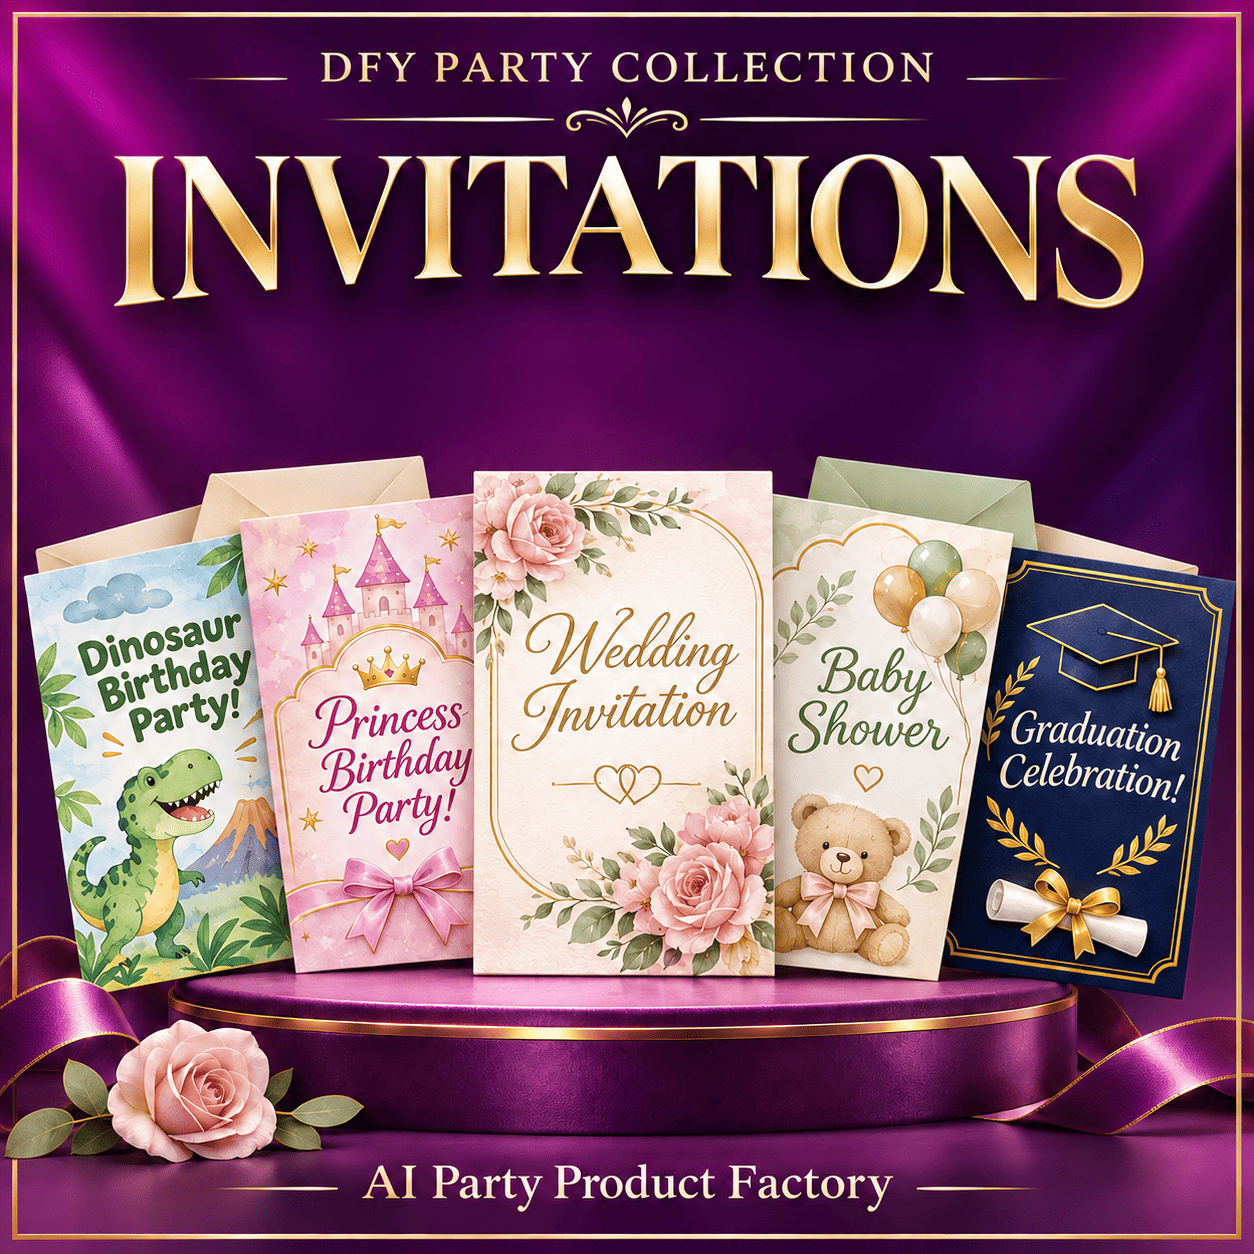 DFY PARTY COLLECTION
INVITATIONS
Dinosaur
Birthday
Party!
Princess
Birthday
Party!
Wedding
Invitation
Baby
Shower
Graduation
Celebration!
AI Party Product Factory